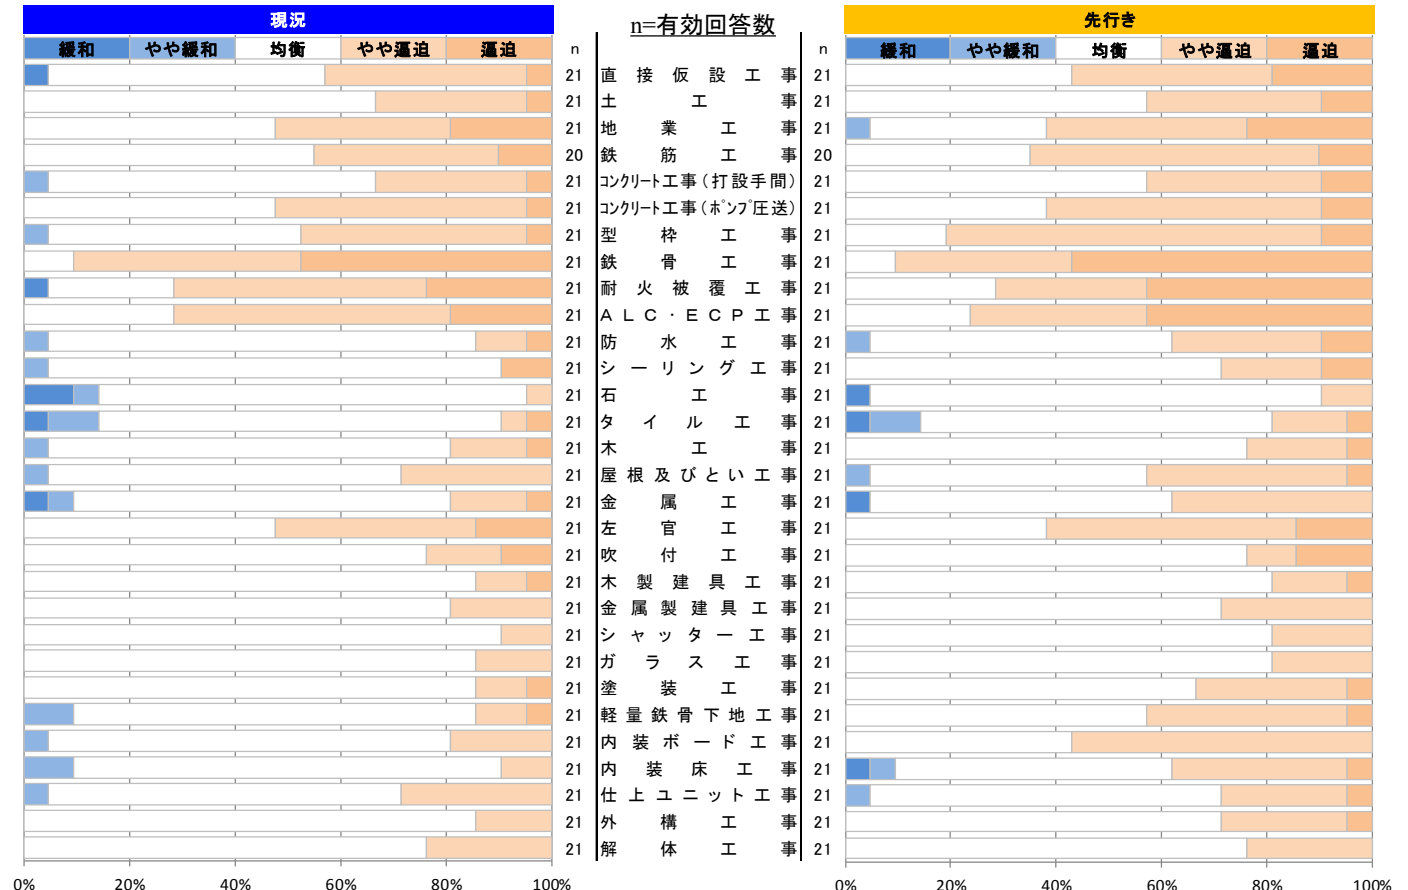 現況 n=有効回答数 先行き
緩和 やや緩和 均衡 やや逼迫 逼迫 n n 緩和 やや緩和 均衡 やや逼迫 逼迫
21 直接仮設工事 21
21 土工事 21
21 地業工事 21
20 鉄筋工事 20
21 コンクリート工事(打設手間) 21
21 コンクリート工事(ポンプ圧送) 21
21 型枠工事 21
21 鉄骨工事 21
21 耐火被覆工事 21
21 ALC・ECP工事 21
21 防水工事 21
21 シーリング工事 21
21 石工事 21
21 タイル工事 21
21 木工事 21
21 屋根及びとい工事 21
21 金属工事 21
21 左官工事 21
21 吹付工事 21
21 木製建具工事 21
21 金属製建具工事 21
21 シャッター工事 21
21 ガラス工事 21
21 塗装工事 21
21 軽量鉄骨下地工事 21
21 内装ボード工事 21
21 内装床工事 21
21 仕上ユニット工事 21
21 外構工事 21
21 解体工事 21
0% 20% 40% 60% 80% 100% 0% 20% 40% 60% 80% 100%